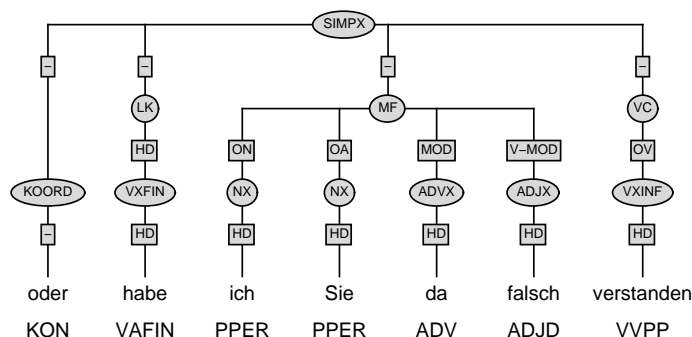 SIMPX
– – – –
LK MF VC
HD ON OA MOD V–MOD OV
KOORD VXFIN NX NX ADVX ADJX VXINF
– HD HD HD HD HD HD
oder habe ich Sie da falsch verstanden
KON VAFIN PPER PPER ADV ADJD VVPP